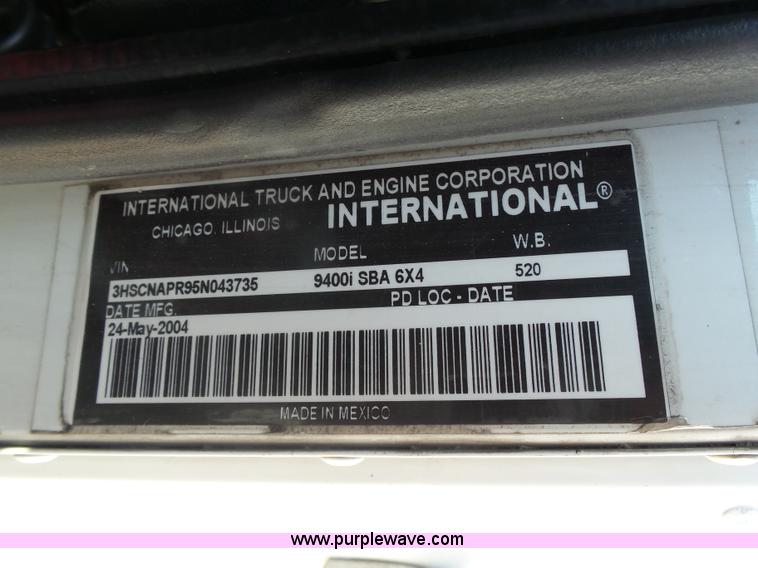 INTERNATIONAL TRUCK AND ENGINE CORPORATION
CHICAGO, ILLINOIS INTERNATIONAL®
VIN MODEL W.B.
3HSCNAPR95N043735 9400i SBA 6X4 520
DATE MFG. PD LOC - DATE
24-May-2004
MADE IN MEXICO
www.purplewave.com